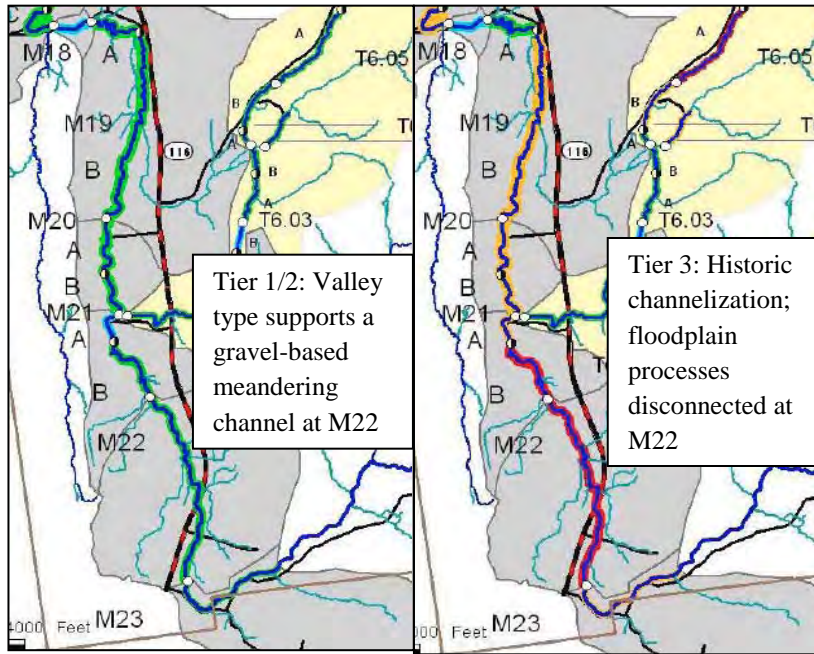 C
M18
A
A
T6.05
M19
B
T
116
A
B
B
A
M20
T6.03
A
B
B
M21
A
B
M22
M23
4000 Feet
Tier 1/2: Valley
type supports a
gravel-based
meandering
channel at M22
M18
A
A
T6.05
M19
B
T
116
A
B
B
A
M20
T6.03
A
B
M21
A
B
M22
M23
000 Feet
Tier 3: Historic
channelization;
floodplain
processes
disconnected at
M22